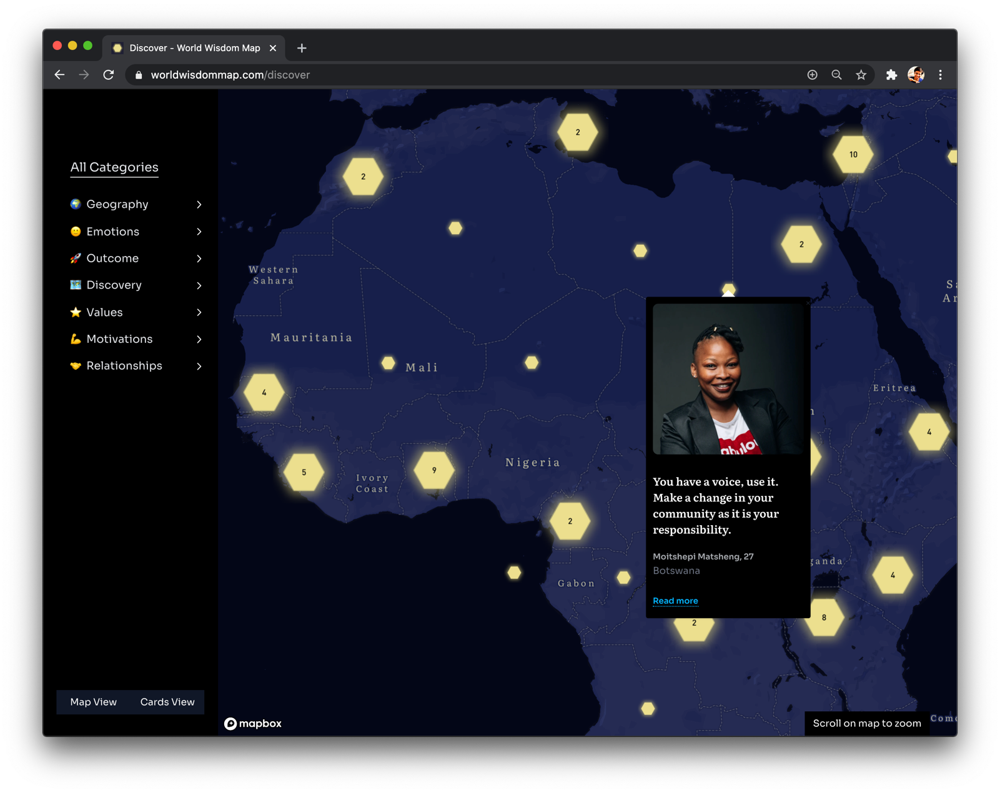 Discover - World Wisdom Map
worldwisdommap.com/discover
All Categories
Geography
Emotions
Outcome
Discovery
Values
Motivations
Relationships
Map View
Cards View
2
2
10
2
Western
Sahara
Mauritania
Mali
4
Eritrea
4
5
Ivory
Coast
9
Nigeria
2
Gabon
You have a voice, use it.
Make a change in your
community as it is your
responsibility.
Moitshepi Matsheng, 27
Botswana
Read more
ganda
4
8
2
mapbox
Scroll on map to zoom